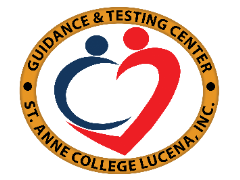 GUIDANCE & TESTING CENTER
ST. ANNE COLLEGE LUCENA, INC.